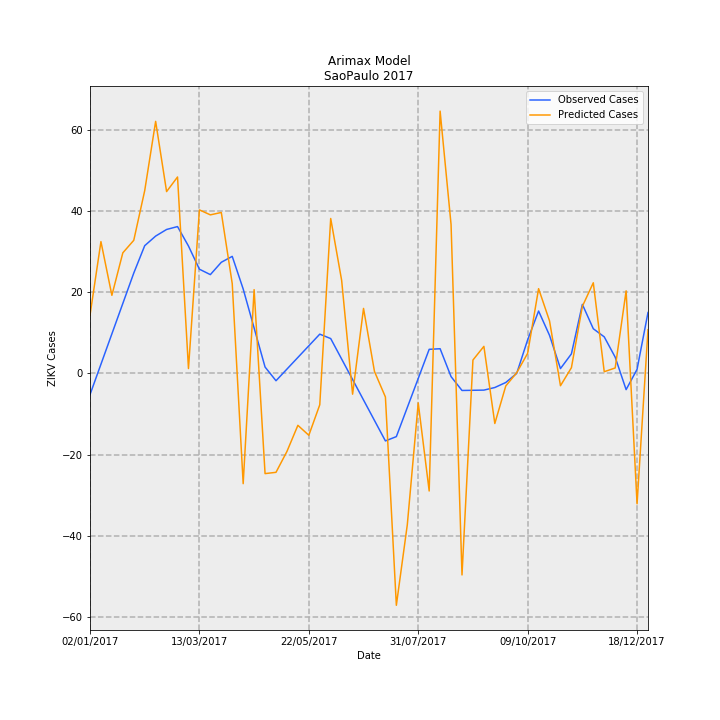 Arimax Model
SaoPaulo 2017
Observed Cases
Predicted Cases
ZIKV Cases
60
40
20
0
−20
−40
−60
02/01/2017
13/03/2017
22/05/2017
31/07/2017
09/10/2017
18/12/2017
Date